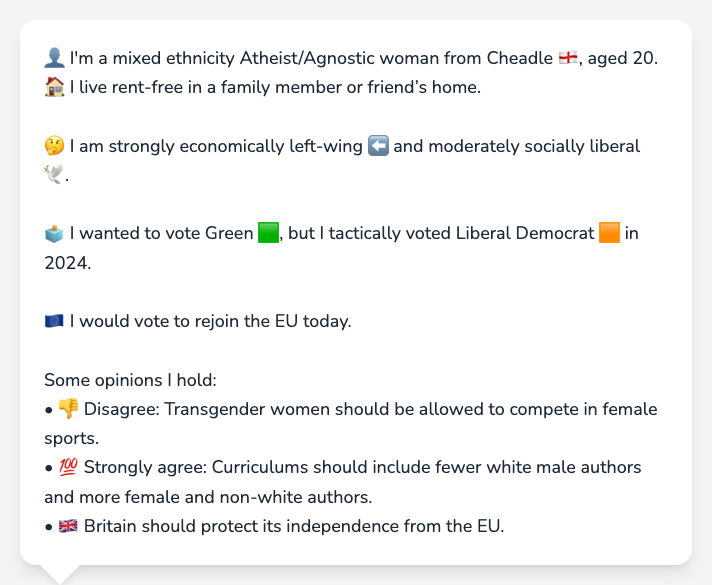 👤 I'm a mixed ethnicity Atheist/Agnostic woman from Cheadle 🏴󠁧󠁢󠁥󠁮󠁧󠁿, aged 20.
🏠 I live rent-free in a family member or friend’s home.
🤔 I am strongly economically left-wing ⬅️ and moderately socially liberal
🕊️.
🗳️ I wanted to vote Green 🟩, but I tactically voted Liberal Democrat 🟧 in
2024.
🇪🇺 I would vote to rejoin the EU today.
Some opinions I hold:
• 👎 Disagree: Transgender women should be allowed to compete in female
sports.
• 💯 Strongly agree: Curriculums should include fewer white male authors
and more female and non-white authors.
• 🇬🇧 Britain should protect its independence from the EU.